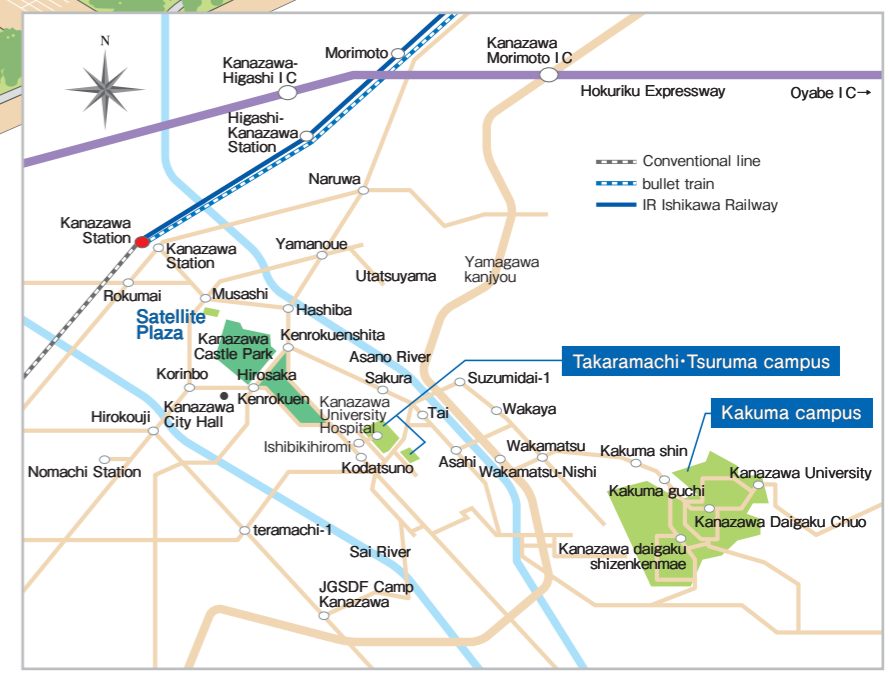 N
Morimoto
Kanazawa
Morimoto I C
Kanazawa-
Higashi I C
Hokuriku Expressway
Oyabe I C→
Higashi-
Kanazawa
Station
Conventional line
bullet train
IR Ishikawa Railway
Naruwa
Kanazawa
Station
Kanazawa
Station
Yamanoue
Yamagawa
kanjyou
Utatsuyama
Rokumai
Musashi
Hashiba
Satellite
Plaza
Kanazawa
Castle Park
Kenrokuenshita
Asano River
Takaramachi･Tsuruma campus
Korinbo
Hirosaka
Sakura
Suzumidai-1
Kenrokuen
Kanazawa
University
Hospital
Kanazawa
City Hall
Hirokouji
Tai
Wakaya
Kakuma campus
Ishibikihiromi
Wakamatsu
Kakuma shin
Nomachi Station
Kodatsuno
Asahi
Wakamatsu-Nishi
Kanazawa University
Kakuma guchi
Kanazawa Daigaku Chuo
teramachi-1
Sai River
Kanazawa daigaku
shizenkenmae
JGSDF Camp
Kanazawa